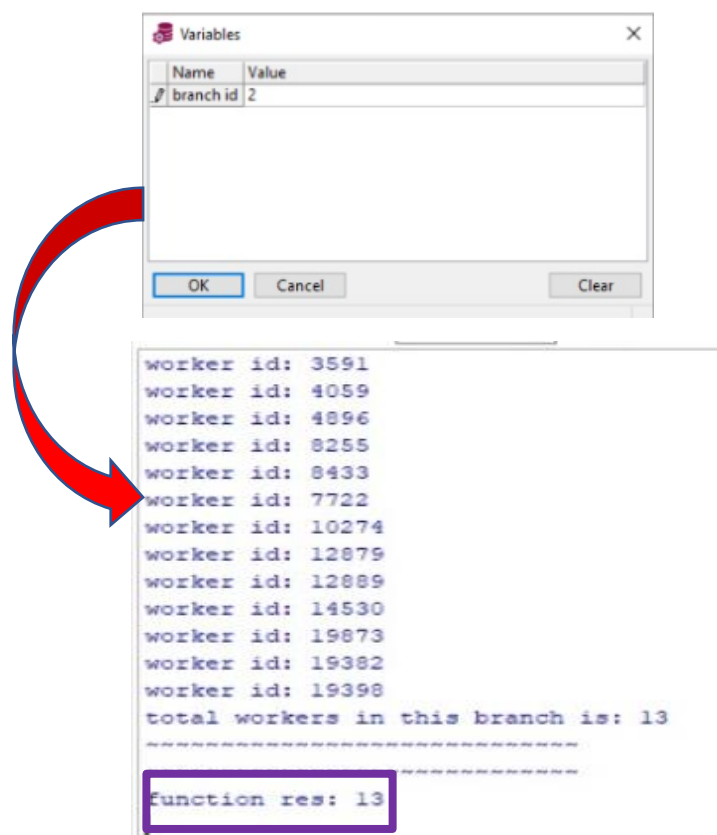 Variables
Name Value
branch id 2
OK Cancel Clear
worker id: 3591
worker id: 4059
worker id: 4896
worker id: 8255
worker id: 8433
worker id: 7722
worker id: 10274
worker id: 12879
worker id: 12889
worker id: 14530
worker id: 19873
worker id: 19382
worker id: 19398
total workers in this branch is: 13
~~~~~~~~~~~~~~~~~~~~~~~~~~~~~
~~~~~~~~~~~~~~~~~~~~~~~~~~~~~
function res: 13